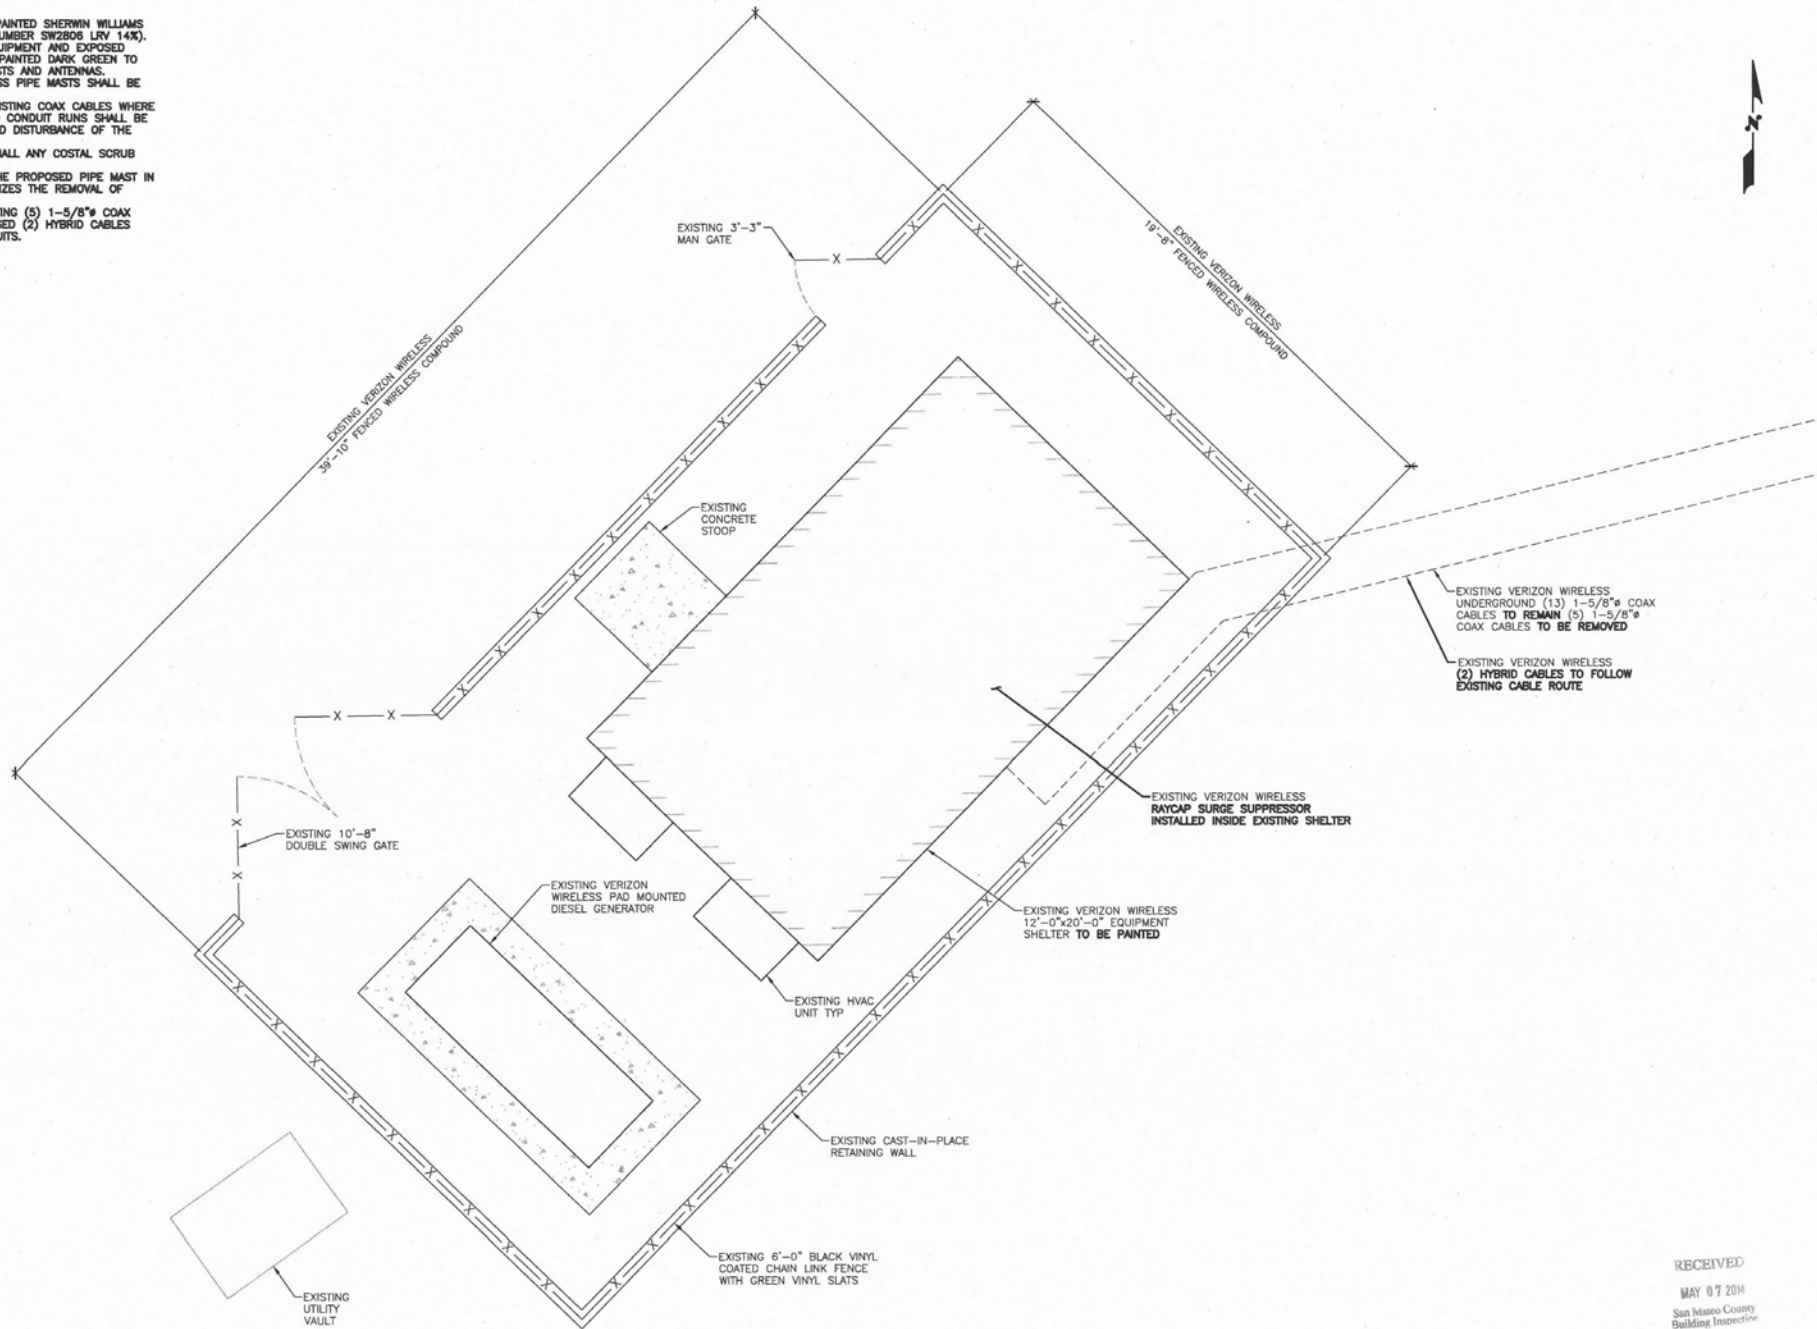 PAINTED SHERWIN WILLIAMS
UMBER SW2806 LRV 14%).
UIPMENT AND EXPOSED
PAINTED DARK GREEN TO
STS AND ANTENNAS.
SS PIPE MASTS SHALL BE
ISTING COAX CABLES WHERE
CONDUIT RUNS SHALL BE
D DISTURBANCE OF THE
HALL ANY COSTAL SCRUB
HE PROPOSED PIPE MAST IN
IZES THE REMOVAL OF
TING (5) 1-5/8"ø COAX
SED (2) HYBRID CABLES
UITS.
N
EXISTING 3'-3"
MAN GATE
EXISTING VERIZON WIRELESS
19'-8" FENCED WIRELESS COMPOUND
EXISTING VERIZON WIRELESS
39'-10" FENCED WIRELESS COMPOUND
EXISTING
CONCRETE
STOOP
EXISTING VERIZON WIRELESS
UNDERGROUND (13) 1-5/8"ø COAX
CABLES TO REMAIN (5) 1-5/8"ø
COAX CABLES TO BE REMOVED
EXISTING VERIZON WIRELESS
(2) HYBRID CABLES TO FOLLOW
EXISTING CABLE ROUTE
EXISTING VERIZON WIRELESS
RAYCAP SURGE SUPPRESSOR
INSTALLED INSIDE EXISTING SHELTER
EXISTING 10'-8"
DOUBLE SWING GATE
EXISTING VERIZON
WIRELESS PAD MOUNTED
DIESEL GENERATOR
EXISTING VERIZON WIRELESS
12'-0"x20'-0" EQUIPMENT
SHELTER TO BE PAINTED
EXISTING HVAC
UNIT TYP
EXISTING CAST-IN-PLACE
RETAINING WALL
EXISTING 6'-0" BLACK VINYL
COATED CHAIN LINK FENCE
WITH GREEN VINYL SLATS
EXISTING
UTILITY
VAULT
RECEIVED
MAY 07 2014
San Mateo County
Building Inspection